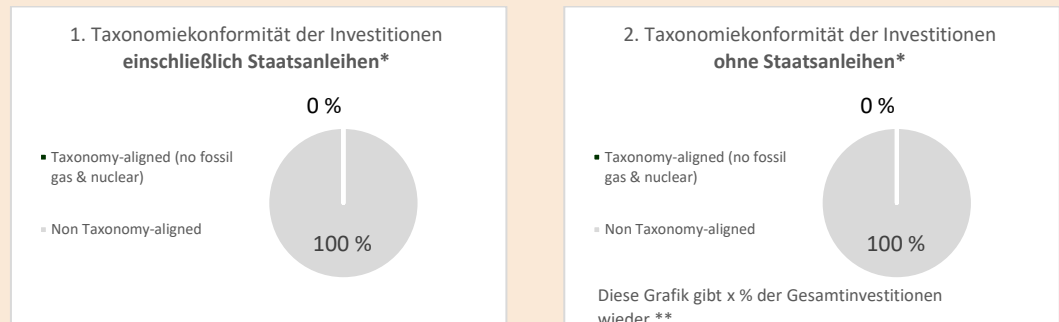 1. Taxonomiekonformität der Investitionen
einschließlich Staatsanleihen*
0 %
Taxonomy-aligned (no fossil
gas & nuclear)
Non Taxonomy-aligned
100 %
2. Taxonomiekonformität der Investitionen
ohne Staatsanleihen*
0 %
Taxonomy-aligned (no fossil
gas & nuclear)
Non Taxonomy-aligned
100 %
Diese Grafik gibt x % der Gesamtinvestitionen
wieder.**